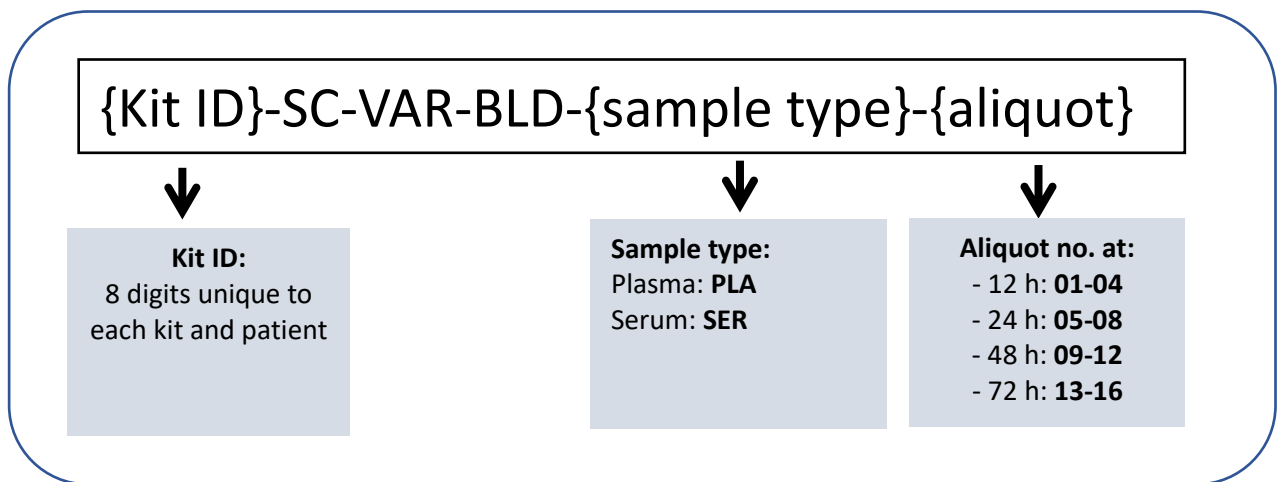 {Kit ID}-SC-VAR-BLD-{sample type}-{aliquot}
Kit ID:
8 digits unique to
each kit and patient
Sample type:
Plasma: PLA
Serum: SER
Aliquot no. at:
- 12 h: 01-04
- 24 h: 05-08
- 48 h: 09-12
- 72 h: 13-16